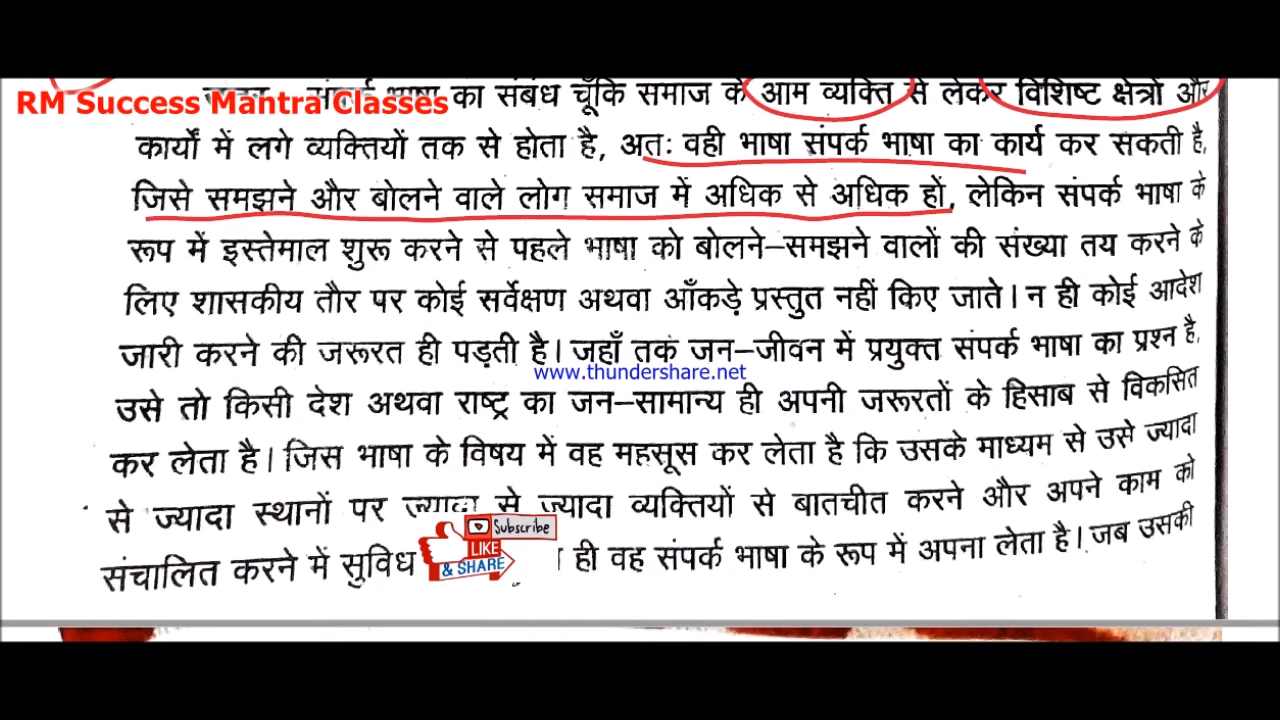 RM Success Mantra Classes
का संबंध चूँकि समाज के आम व्यक्ति से लेकर विशिष्ट क्षेत्रों और
कार्यों में लगे व्यक्तियों तक से होता है, अतः वही भाषा संपर्क भाषा का कार्य कर सकती है,
जिसे समझने और बोलने वाले लोग समाज में अधिक से अधिक हों, लेकिन संपर्क भाषा के
रूप में इस्तेमाल शुरू करने से पहले भाषा को बोलने-समझने वालों की संख्या तय करने के
लिए शासकीय तौर पर कोई सर्वेक्षण अथवा आँकड़े प्रस्तुत नहीं किए जाते। न ही कोई आदेश
जारी करने की जरूरत ही पड़ती है। जहाँ तक जन-जीवन में प्रयुक्त संपर्क भाषा का प्रश्न है,
www.thundershare.net
उसे तो किसी देश अथवा राष्ट्र का जन-सामान्य ही अपनी जरूरतों के हिसाब से विकसित
कर लेता है। जिस भाषा के विषय में वह महसूस कर लेता है कि उसके माध्यम से उसे ज्यादा
से ज्यादा स्थानों पर ज्यादा से ज्यादा व्यक्तियों से बातचीत करने और अपने काम को
Subscribe
LIKE
& SHARE
संचालित करने में ही वह संपर्क भाषा के रूप में अपना लेता है। जब उसकी